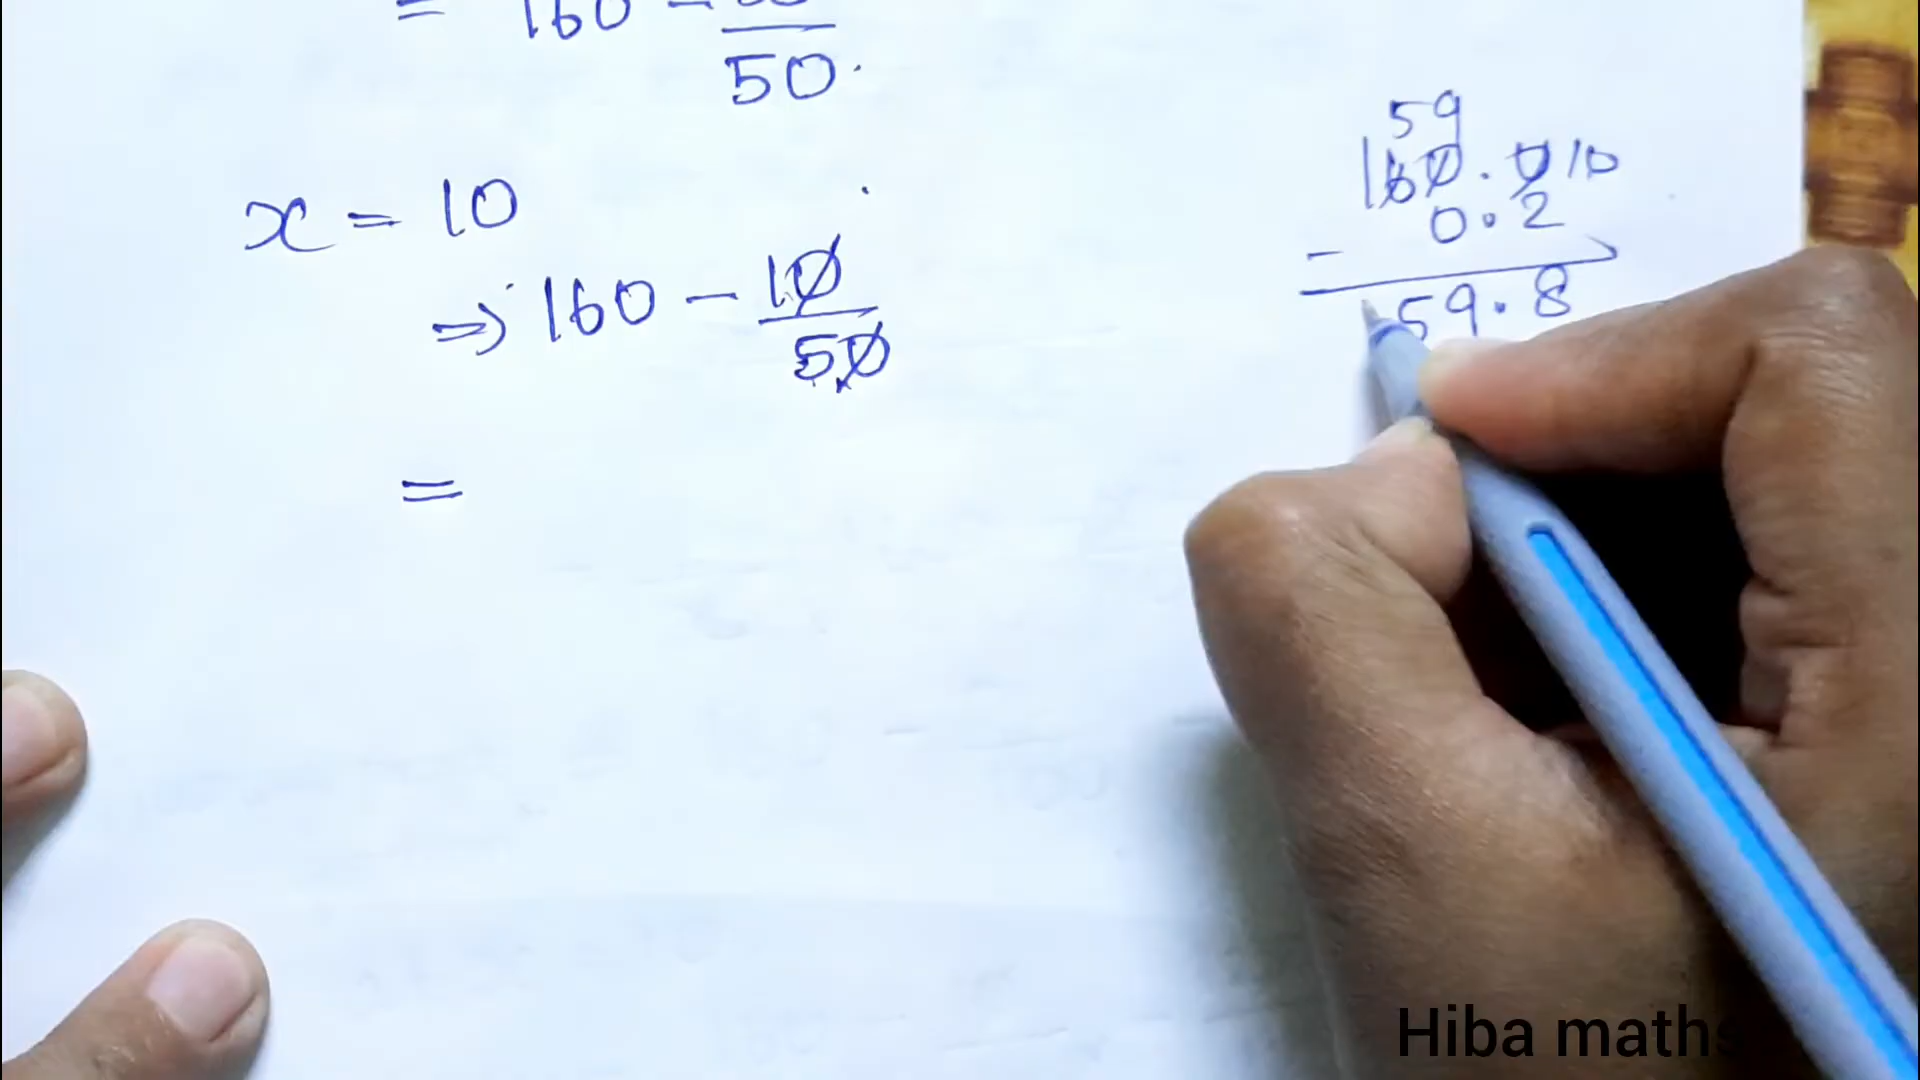 = 160 -
50.
x = 10
⇒ 160 - 10/50
=
59
160.0 10
- 0.2
59.8
Hiba maths